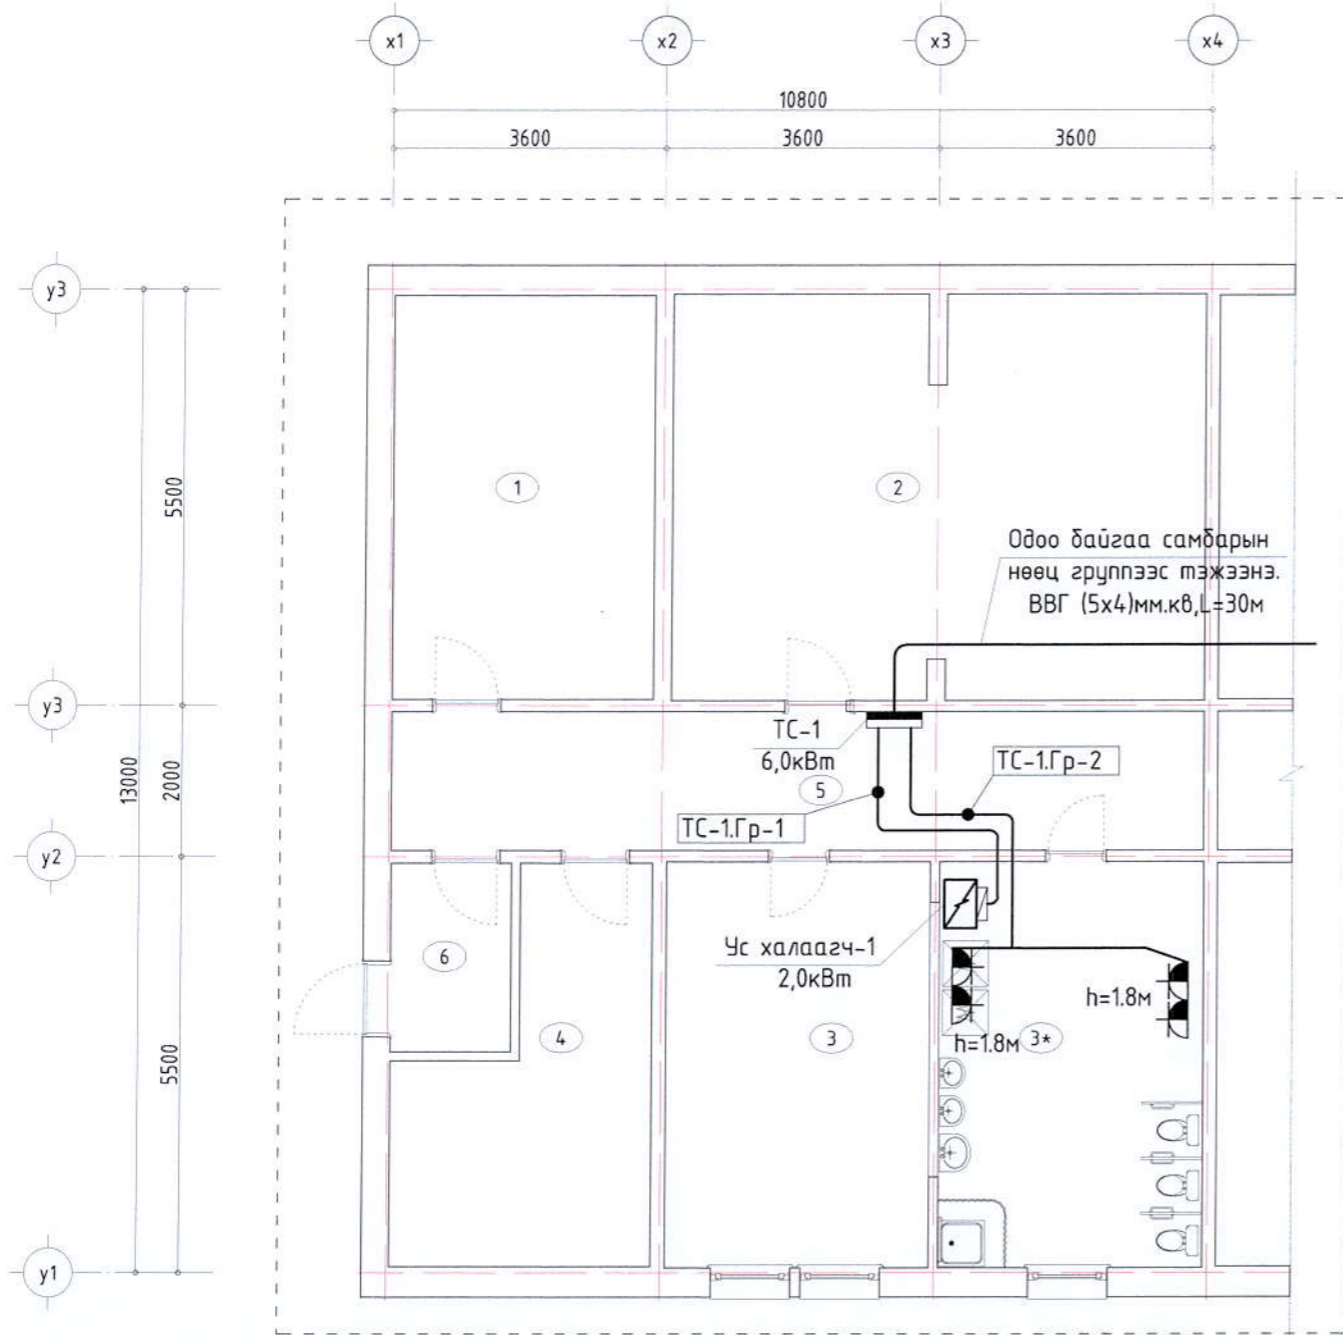 x1
x2
x3
x4
10800
3600
3600
3600
y3
5500
1
2
Одоо байгаа самбарын
нөөц группээс тэжээнэ.
ВВГ (5х4)мм.кв,L=30м
y3
13000
2000
ТС-1
6,0кВт
5
ТС-1.Гр-2
ТС-1.Гр-1
y2
6
Ус халаагч-1
2,0кВт
h=1.8м
4
3
h=1.8м
3*
5500
y1